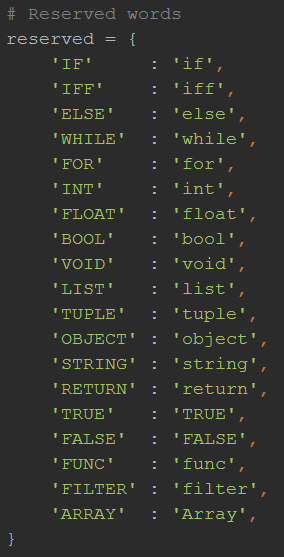 # Reserved words
reserved = {
    'IF'      : 'if',
    'IFF'     : 'iff',
    'ELSE'    : 'else',
    'WHILE'   : 'while',
    'FOR'     : 'for',
    'INT'     : 'int',
    'FLOAT'   : 'float',
    'BOOL'    : 'bool',
    'VOID'    : 'void',
    'LIST'    : 'list',
    'TUPLE'   : 'tuple',
    'OBJECT'  : 'object',
    'STRING'  : 'string',
    'RETURN'  : 'return',
    'TRUE'    : 'TRUE',
    'FALSE'   : 'FALSE',
    'FUNC'    : 'func',
    'FILTER'  : 'filter',
    'ARRAY'   : 'Array',
}